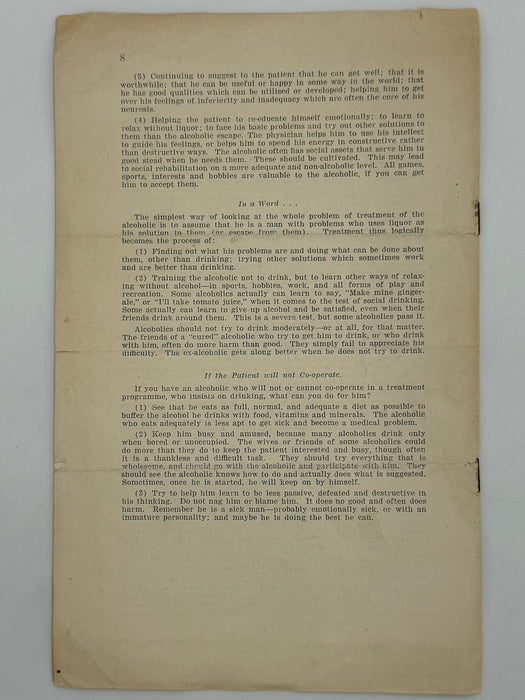 8
(3) Continuing to suggest to the patient that he can get well; that it is
worthwhile; that he can be useful or happy in some way in the world; that
he has good qualities which can be utilised or developed; helping him to get
over his feelings of inferiority and inadequacy which are often the core of his
neurosis.
(4) Helping the patient to re-educate himself emotionally; to learn to
relax without liquor; to face his basic problems and try out other solutions to
them than the alcoholic escape. The physician helps him to use his intellect
to guide his feelings, or helps him to spend his energy in constructive rather
than destructive ways. The alcoholic often has social assets that serve him in
good stead when he needs them. These should be cultivated. This may lead
to social rehabilitation on a more adequate and non-alcoholic level. All games,
sports, interests and hobbies are valuable to the alcoholic, if you can get
him to accept them.
In a Word . . .
The simplest way of looking at the whole problem of treatment of the
alcoholic is to assume that he is a man with problems who uses liquor as
his solution to them (or escape from them). Treatment thus logically
becomes the process of:
(1) Finding out what his problems are and doing what can be done about
them, other than drinking; trying other solutions which sometimes work
and are better than drinking.
(2) Training the alcoholic not to drink, but to learn other ways of relax-
ing without alcohol—in sports, hobbies, work, and all forms of play and
recreation. Some alcoholics actually can learn to say, "Make mine ginger-
ale," or "I'll take tomato juice," when it comes to the test of social drinking.
Some actually can learn to give up alcohol and be satisfied, even when their
friends drink around them. This is a severe test, but some alcoholics pass it.
Alcoholics should not try to drink moderately—or at all, for that matter.
The friends of a "cured" alcoholic who try to get him to drink, or who drink
with him, often do more harm than good. They simply fail to appreciate his
difficulty. The ex-alcoholic gets along better when he does not try to drink.
If the Patient will not Co-operate.
If you have an alcoholic who will not or cannot co-operate in a treatment
programme, who insists on drinking, what can you do for him?
(1) See that he eats as full, normal, and adequate a diet as possible to
buffer the alcohol he drinks with food, vitamins and minerals. The alcoholic
who eats adequately is less apt to get sick and become a medical problem.
(2) Keep him busy and amused, because many alcoholics drink only
when bored or unoccupied. The wives or friends of some alcoholics could
do more than they do to keep the patient interested and busy, though often
it is a thankless and difficult task. They should try everything that is
wholesome, and should go with the alcoholic and participate with him. They
should see the alcoholic knows how to do and actually does what is suggested.
Sometimes, once he is started, he will keep on by himself.
(3) Try to help him learn to be less passive, defeated and destructive in
his thinking. Do not nag him or blame him. It does no good and often does
harm. Remember he is a sick man—probably emotionally sick, or with an
immature personality; and maybe he is doing the best he can.